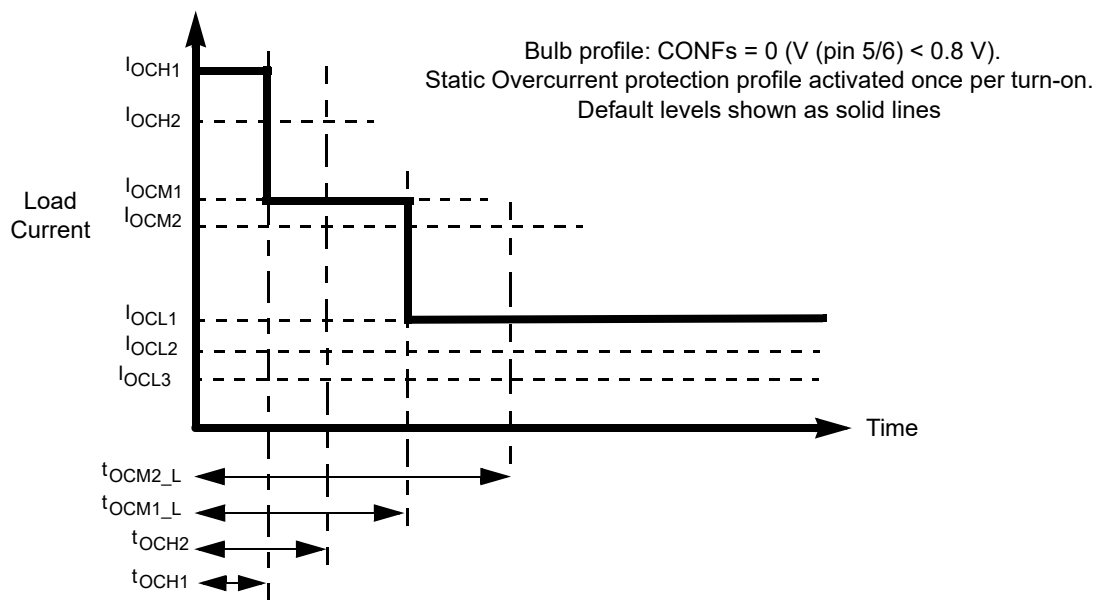 Bulb profile: CONFs = 0 (V (pin 5/6) < 0.8 V).
Static Overcurrent protection profile activated once per turn-on.
Default levels shown as solid lines
Load
Current
IOCH1
IOCH2
IOCM1
IOCM2
IOCL1
IOCL2
IOCL3
Time
tOCM2_L
tOCM1_L
tOCH2
tOCH1